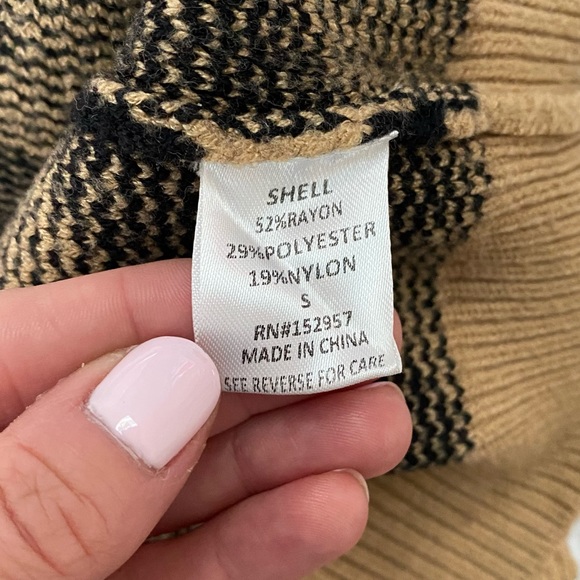 SHELL
52%RAYON
29%POLYESTER
19%NYLON
S
RN#152957
MADE IN CHINA
SEE REVERSE FOR CARE